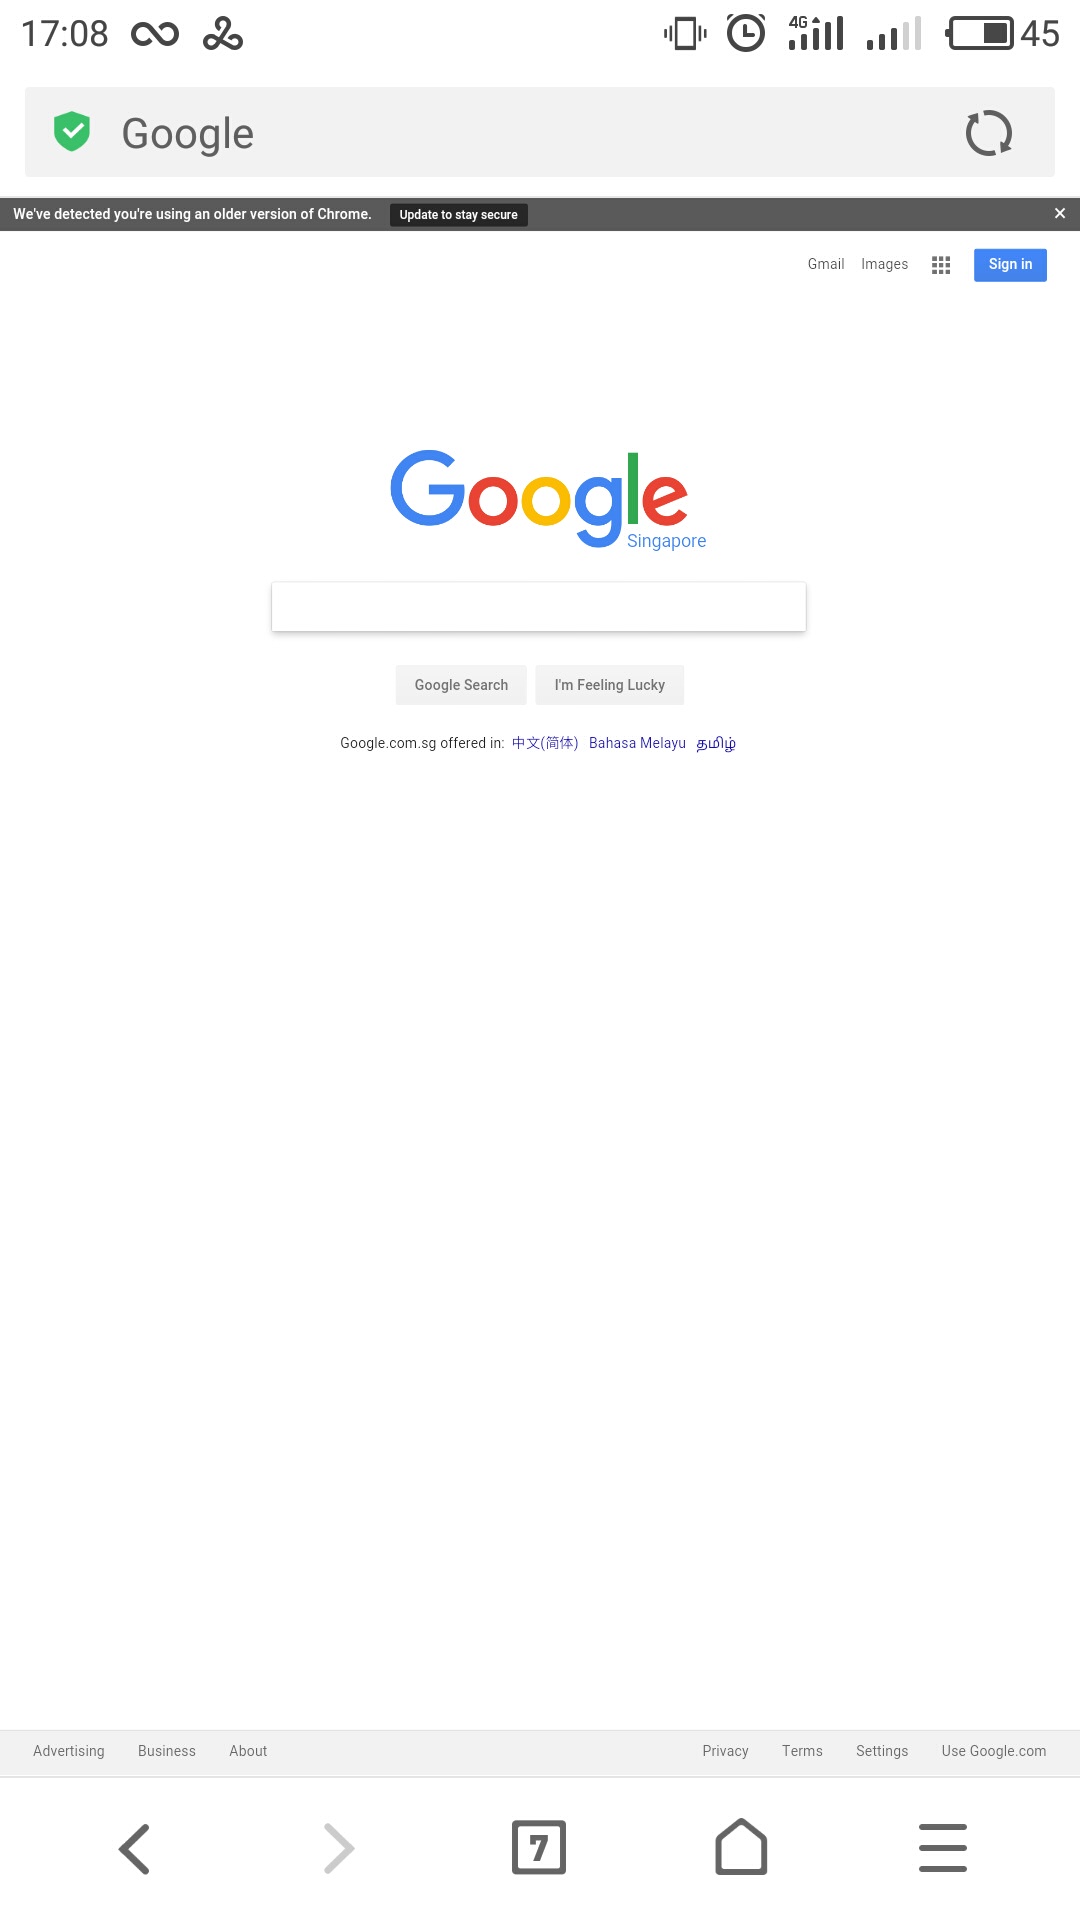 17:08 4G 45
Google
We've detected you're using an older version of Chrome. Update to stay secure ×
Gmail Images Sign in
Google
Singapore
Google Search I'm Feeling Lucky
Google.com.sg offered in: 中文(简体) Bahasa Melayu தமிழ்
Advertising Business About Privacy Terms Settings Use Google.com
7